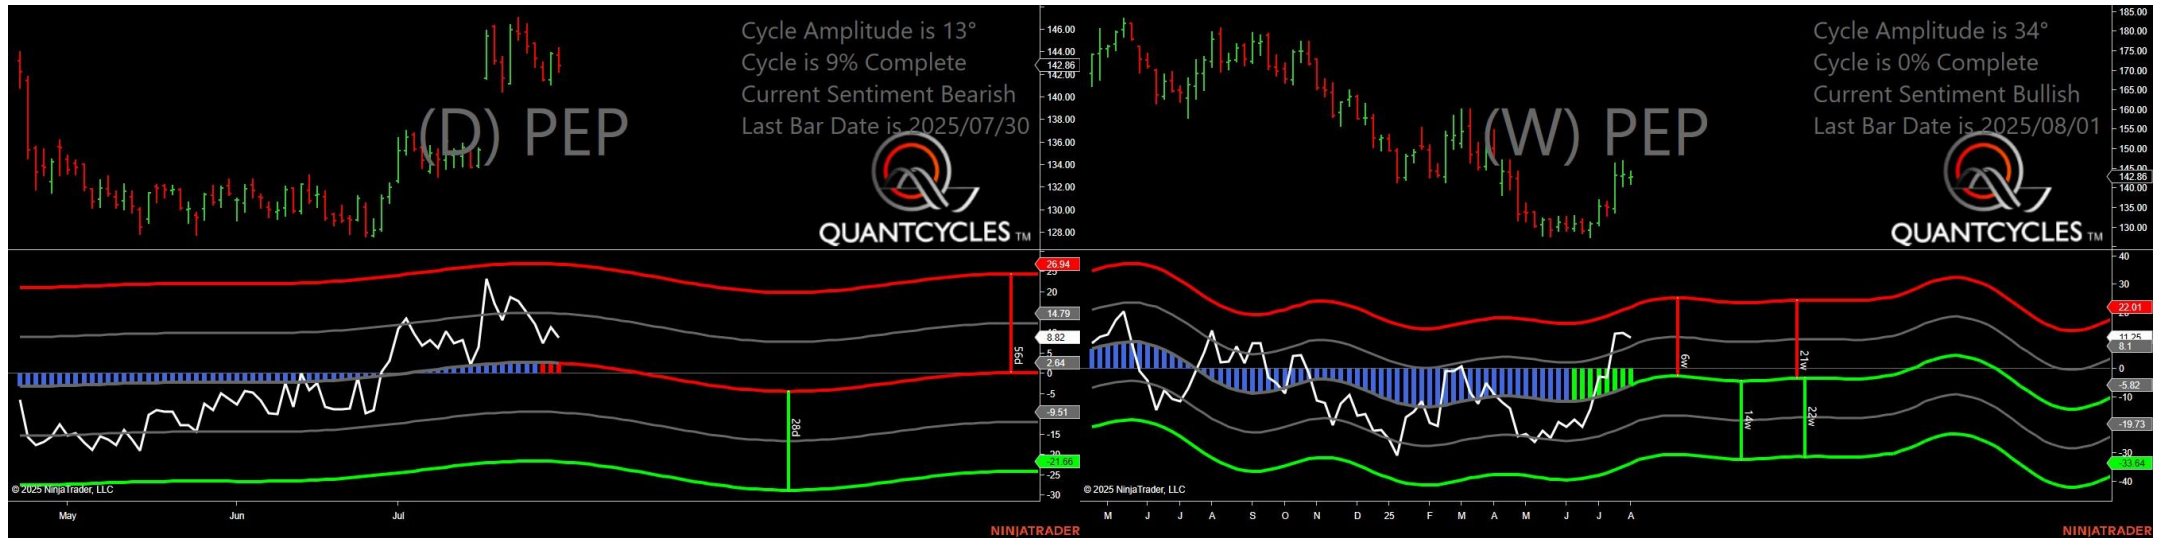 Cycle Amplitude is 13°
Cycle is 9% Complete
Current Sentiment Bearish
Last Bar Date is 2025/07/30
(D) PEP
QUANTCYCLES TM
146.00
144.00
142.86
142.00
140.00
138.00
136.00
134.00
132.00
130.00
128.00
26.94
25
20
14.79
8.82
5
2.64
0
-5
-9.51
-15
-21.66
-25
-30
56d
28d
© 2025 NinjaTrader, LLC
May Jun Jul
NINJATRADER
Cycle Amplitude is 34°
Cycle is 0% Complete
Current Sentiment Bullish
Last Bar Date is 2025/08/01
(W) PEP
QUANTCYCLES TM
185.00
180.00
175.00
170.00
165.00
160.00
155.00
150.00
145.00
142.86
140.00
135.00
130.00
40
30
22.01
11.25
8.1
0
-5.82
-10
-19.73
-30
-33.64
-40
6w
21w
14w
22w
© 2025 NinjaTrader, LLC
M J J A S O N D 25 F M A M J J A
NINJATRADER